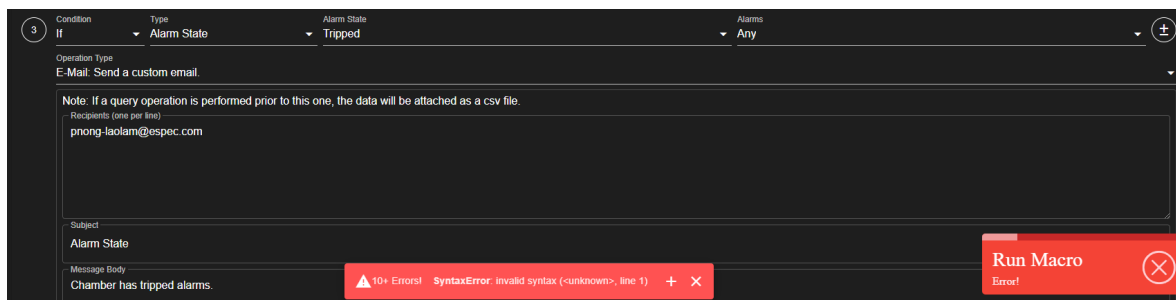 Condition Type Alarm State Alarms
3 If Alarm State Tripped Any ±
Operation Type
E-Mail: Send a custom email.
Note: If a query operation is performed prior to this one, the data will be attached as a csv file.
Recipients (one per line)
pnong-laolam@espec.com
Subject
Alarm State
Message Body
Chamber has tripped alarms.
10+ Errors! SyntaxError: invalid syntax (<unknown>, line 1) + ×
Run Macro
Error!